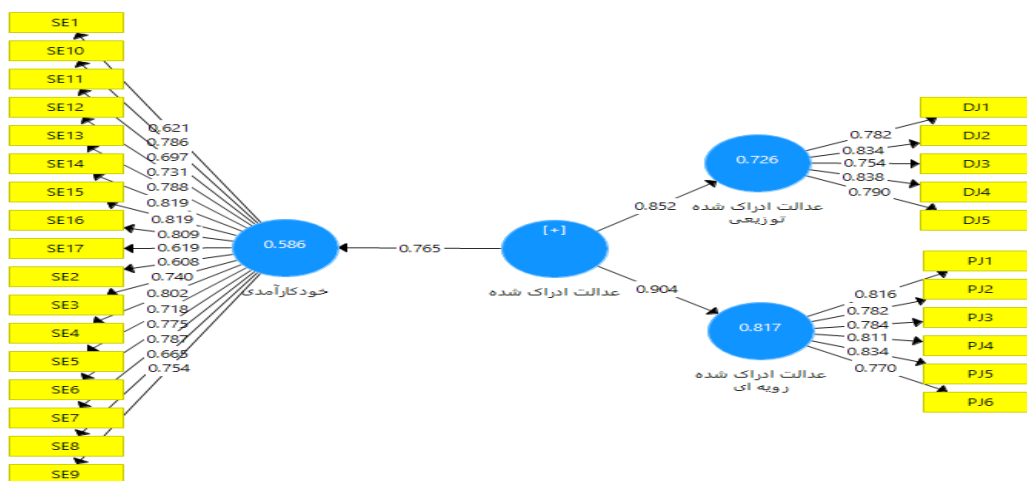 SE1
SE10
SE11
SE12
SE13
SE14
SE15
SE16
SE17
SE2
SE3
SE4
SE5
SE6
SE7
SE8
SE9
0.621
0.786
0.697
0.731
0.788
0.819
0.819
0.809
0.619
0.608
0.740
0.802
0.718
0.775
0.787
0.665
0.754
0.586
خودکارآمدی
0.765
[+]
عدالت ادراک شده
0.852
0.904
0.726
عدالت ادراک شده
توزیعی
0.817
عدالت ادراک شده
رویه ای
0.782
0.834
0.754
0.838
0.790
DJ1
DJ2
DJ3
DJ4
DJ5
0.816
0.782
0.784
0.811
0.834
0.770
PJ1
PJ2
PJ3
PJ4
PJ5
PJ6